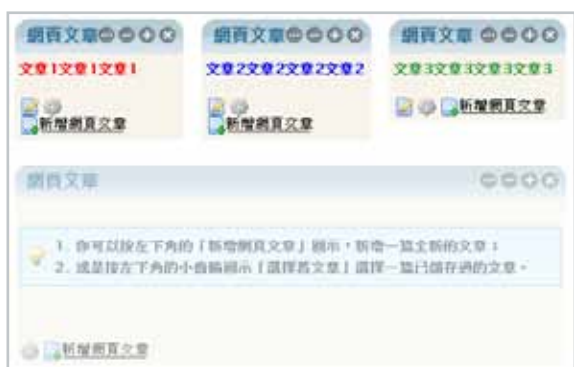 網頁文章
網頁文章
網頁文章
文章1文章1文章1
文章2文章2文章2文章2
文章3文章3文章3文章3
新增網頁文章
新增網頁文章
新增網頁文章
網頁文章
1. 你可以按左下角的「新增網頁文章」圖示,新增一篇全新的文章;
2. 或是按左下角的小齒輪圖示「選擇舊文章」選擇一篇已儲存過的文章。
新增網頁文章